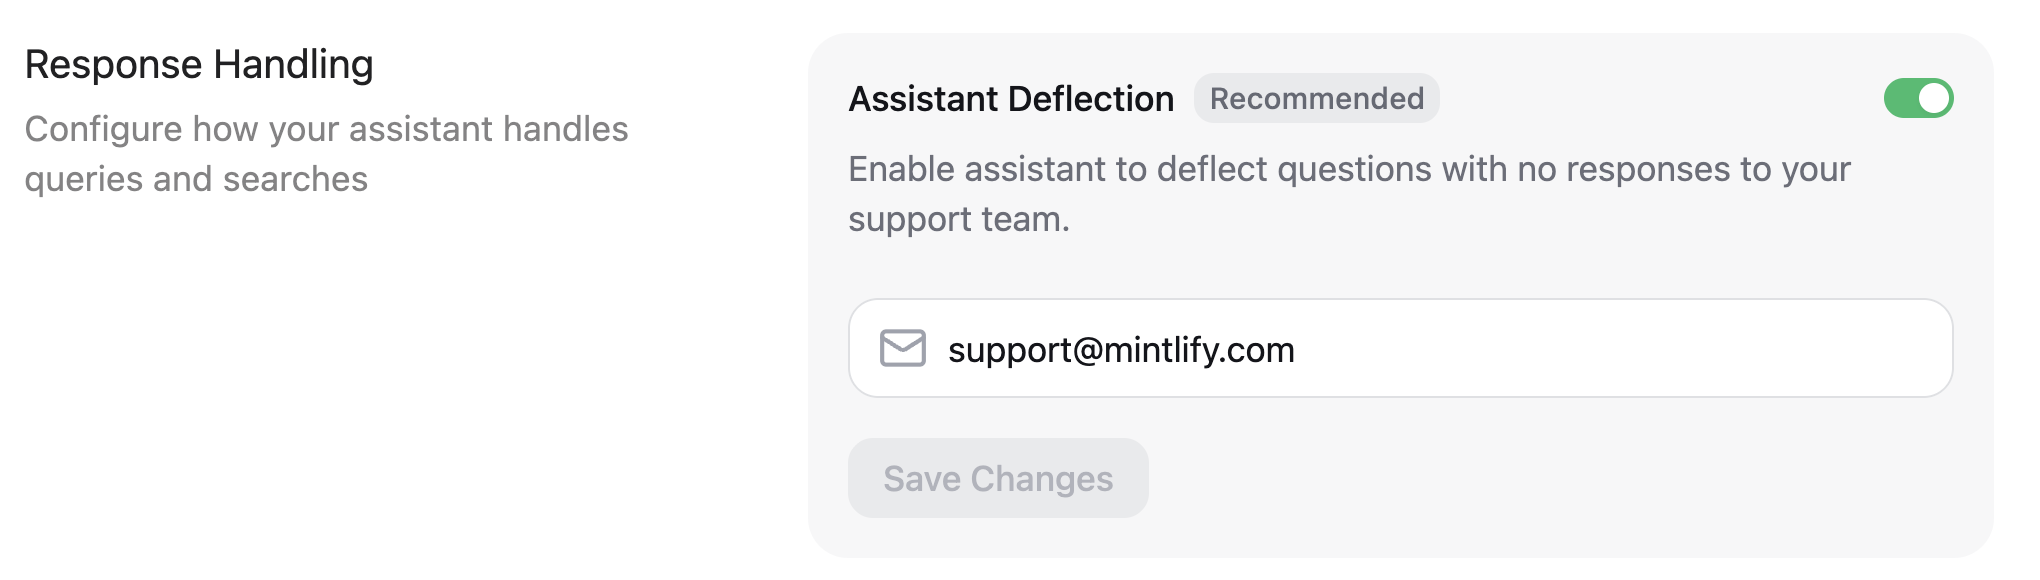 Response Handling
Configure how your assistant handles
queries and searches
Assistant Deflection
Recommended
Enable assistant to deflect questions with no responses to your
support team.
support@mintlify.com
Save Changes